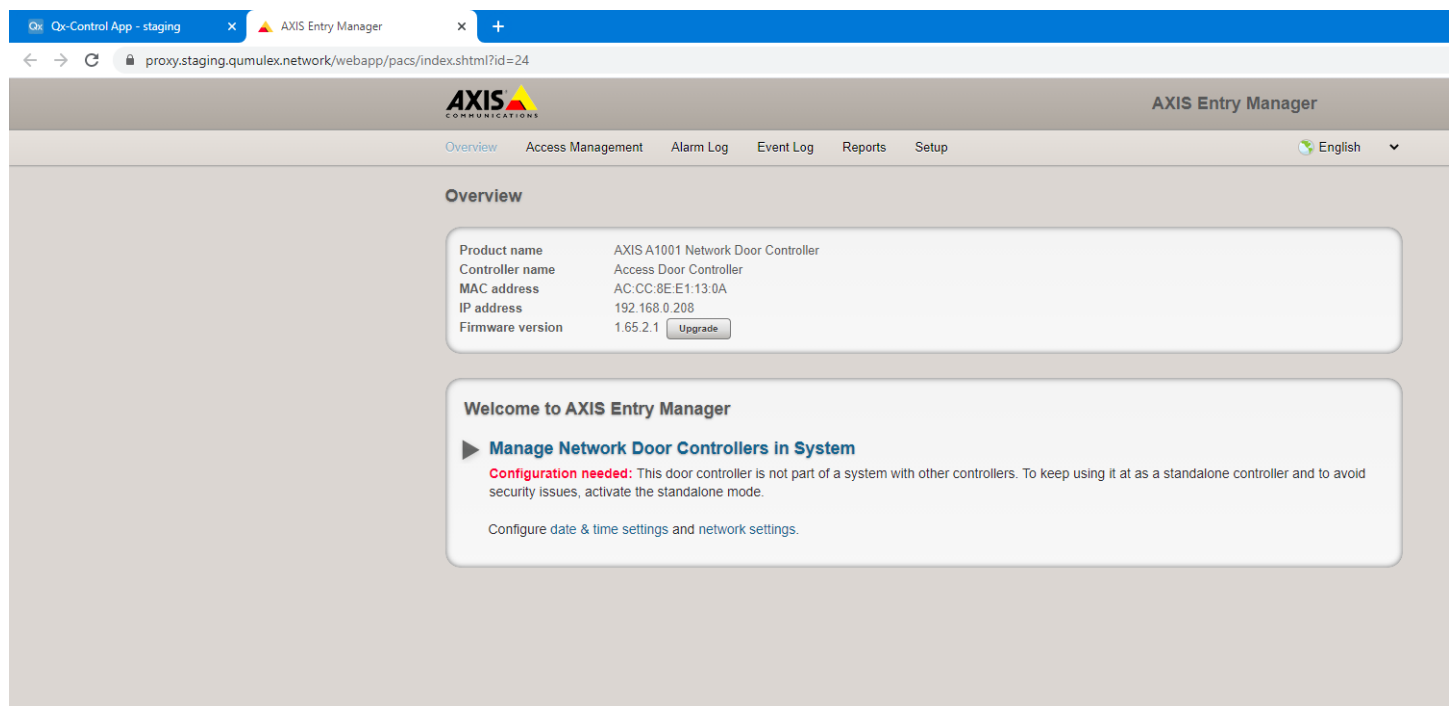 Qx Qx-Control App - staging × AXIS Entry Manager × +
proxy.staging.qumulex.network/webapp/pacs/index.shtml?id=24
AXIS
COMMUNICATIONS
AXIS Entry Manager
Overview Access Management Alarm Log Event Log Reports Setup English
Overview
Product name AXIS A1001 Network Door Controller
Controller name Access Door Controller
MAC address AC:CC:8E:E1:13:0A
IP address 192.168.0.208
Firmware version 1.65.2.1 Upgrade
Welcome to AXIS Entry Manager
Manage Network Door Controllers in System
Configuration needed: This door controller is not part of a system with other controllers. To keep using it at as a standalone controller and to avoid
security issues, activate the standalone mode.
Configure date & time settings and network settings.